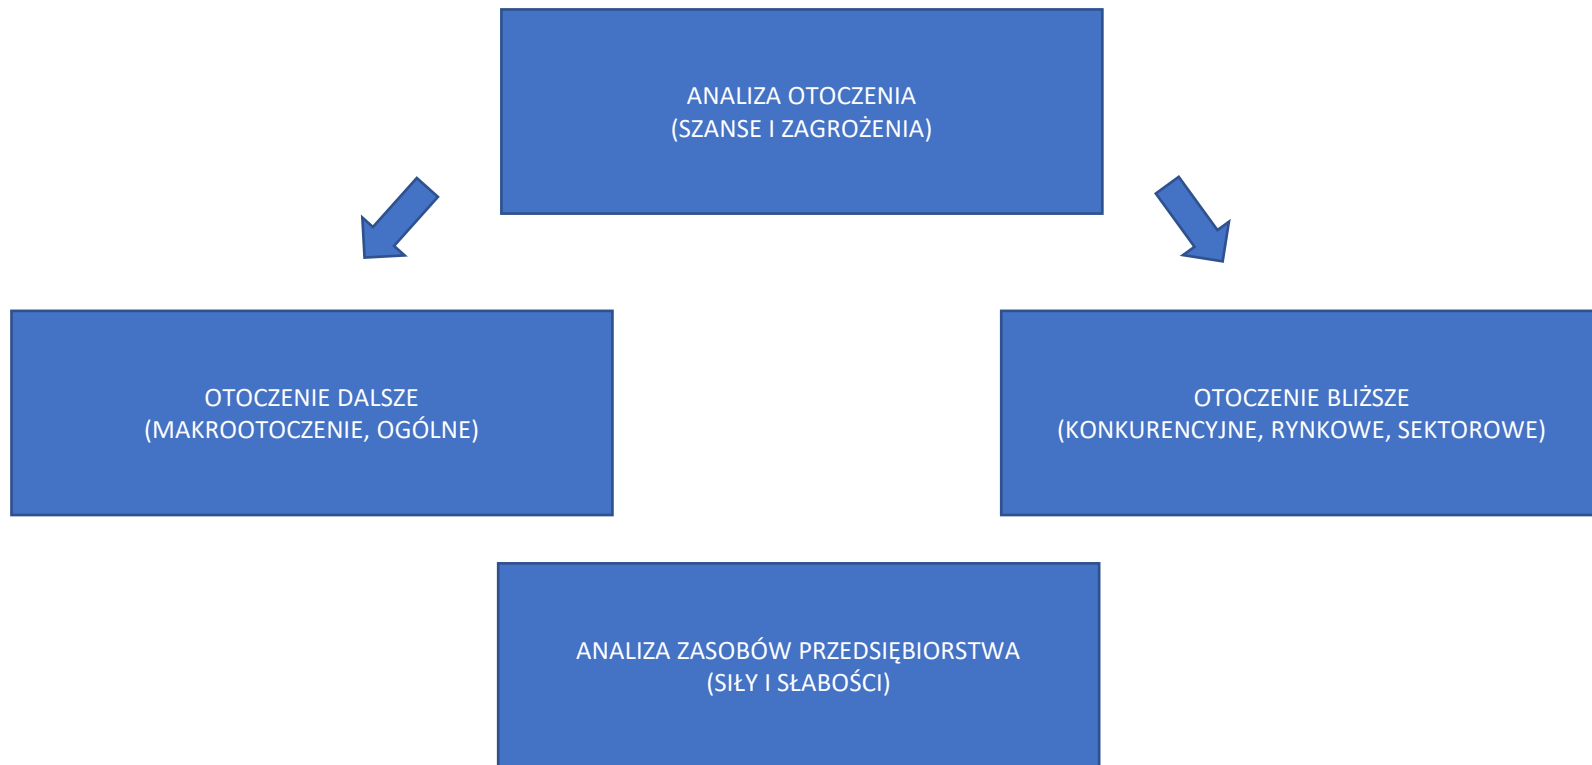 ANALIZA OTOCZENIA
(SZANSE I ZAGROŻENIA)
OTOCZENIE DALSZE
(MAKROOTOCZENIE, OGÓLNE)
OTOCZENIE BLIŻSZE
(KONKURENCYJNE, RYNKOWE, SEKTOROWE)
ANALIZA ZASOBÓW PRZEDSIĘBIORSTWA
(SIŁY I SŁABOŚCI)